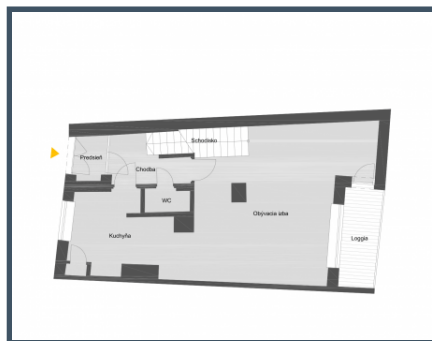 Schodisko
Predsieň
Chodba
WC
Obývacia izba
Kuchyňa
Loggia